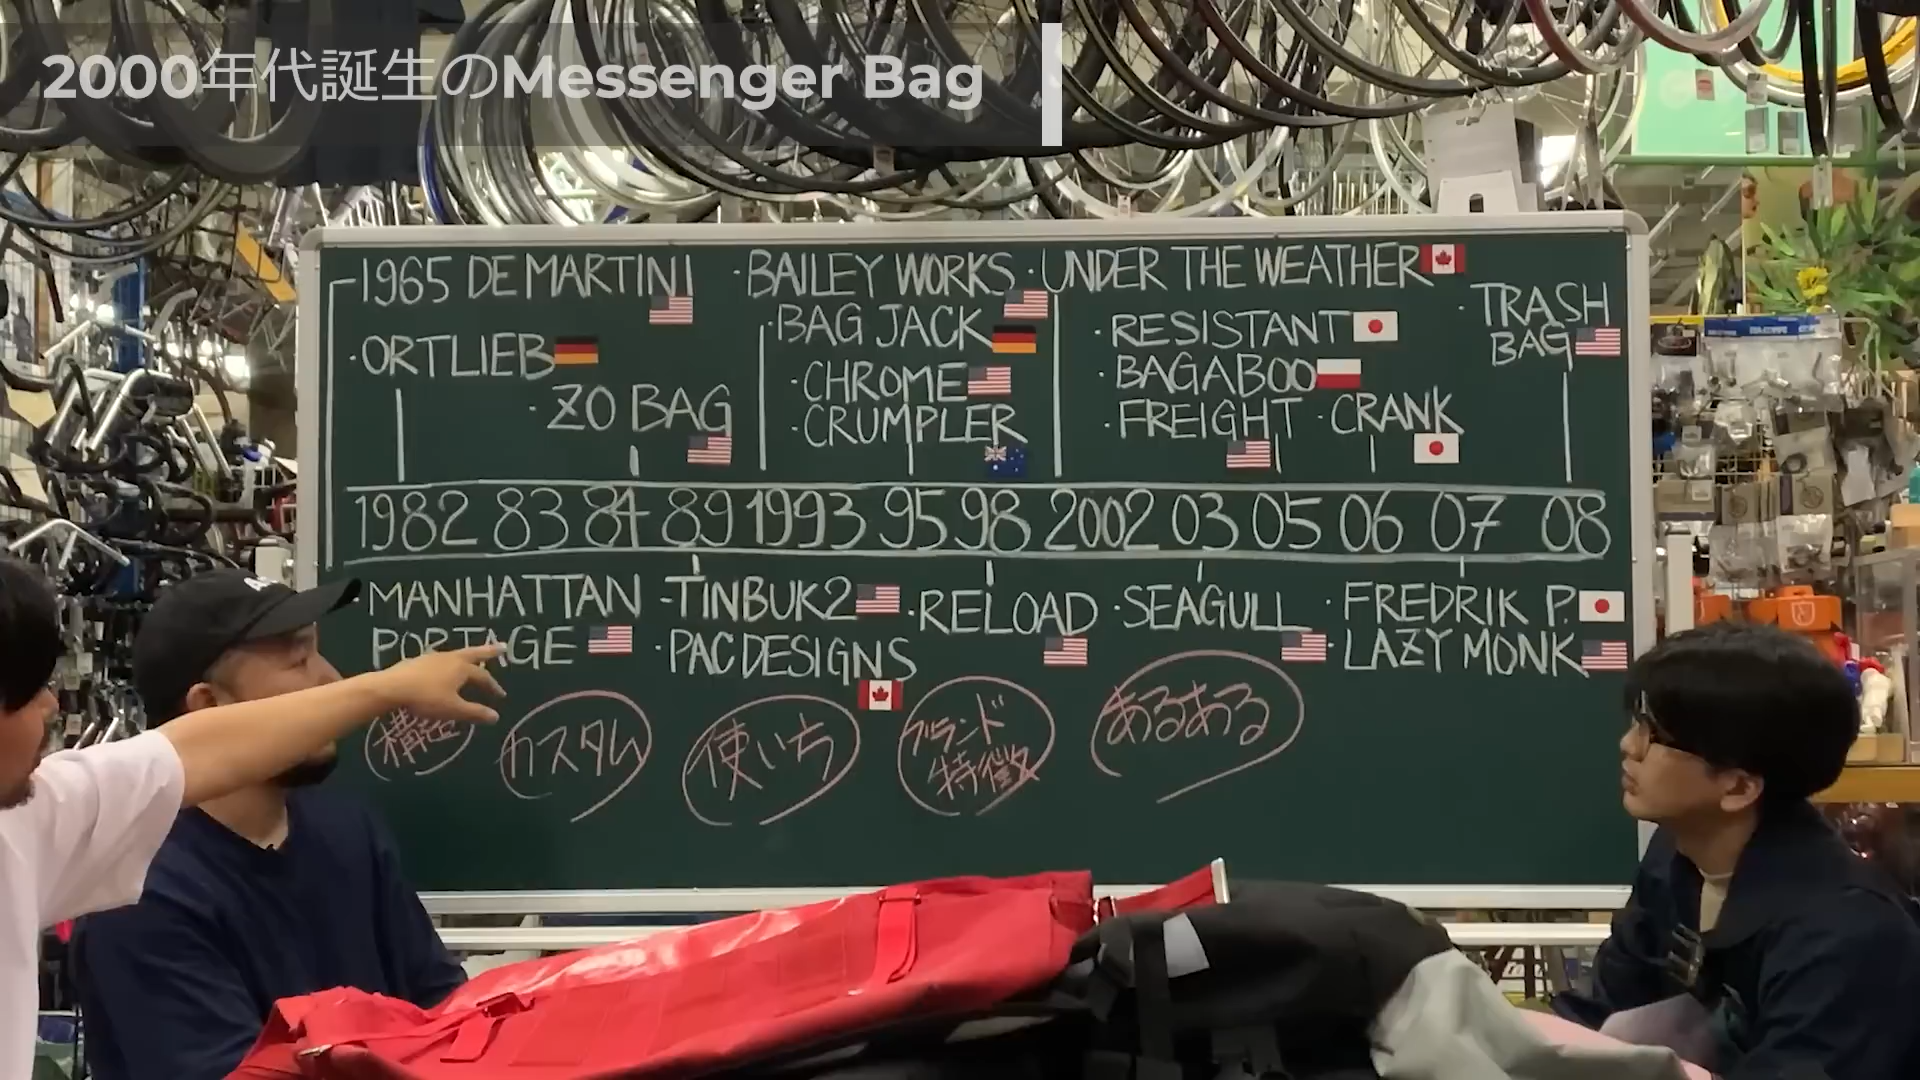 2000年代誕生のMessenger Bag
1965 DE MARTINI
・BAILEY WORKS
・UNDER THE WEATHER
・TRASH
BAG
・ORTLIEB
・BAG JACK
・RESISTANT
・ZO BAG
・CHROME
・BAGABOO
・CRUMPLER
・FREIGHT
・CRANK
1982 83 84 89 1993 95 98 2002 03 05 06 07 08
・MANHATTAN
PORTAGE
・TINBUK2
・PAC DESIGNS
・RELOAD
・SEAGULL
・FREDRIK P.
・LAZY MONK
構造
カスタム
使いち
ブランド
特徴
あるある